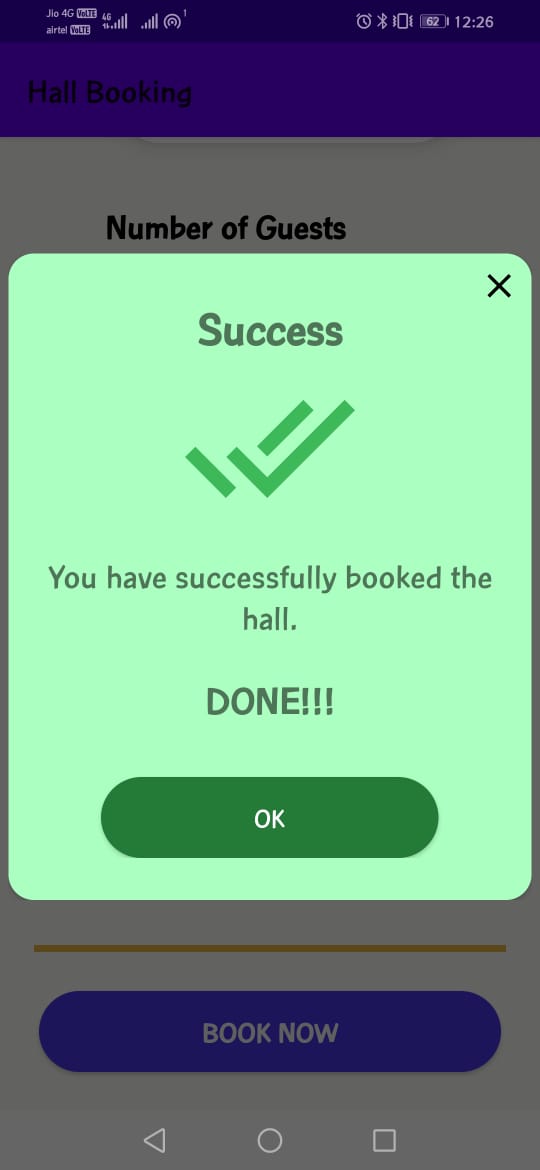 Jio 4G VoLTE 4G 1 62 12:26
airtel VoLTE
Hall Booking
Number of Guests
Success
You have successfully booked the
hall.
DONE!!!
OK
BOOK NOW